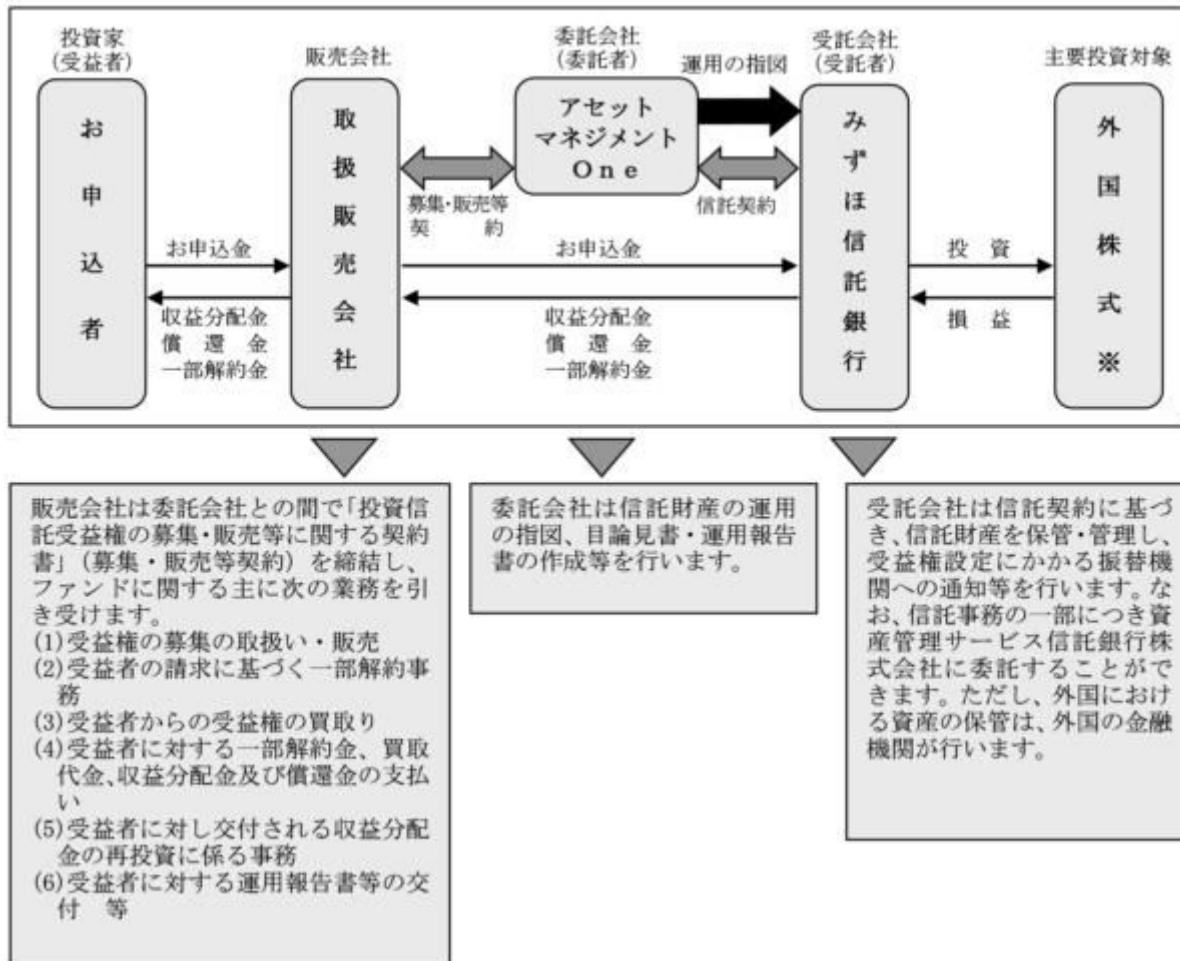 投資家
(受益者)
販売会社
委託会社
(委託者)
運用の指図
受託会社
(受託者)
主要投資対象
お申込者
取扱販売会社
アセット
マネジメント
One
みずほ信託銀行
外国株式※
募集・販売等
契　約
信託契約
お申込金
収益分配金
償　還　金
一部解約金
お申込金
収益分配金
償　還　金
一部解約金
投　資
損　益
販売会社は委託会社との間で「投資信
託受益権の募集・販売等に関する契約
書」（募集・販売等契約）を締結し、
ファンドに関する主に次の業務を引
き受けます。
(1)受益権の募集の取扱い・販売
(2)受益者の請求に基づく一部解約事
務
(3)受益者からの受益権の買取り
(4)受益者に対する一部解約金、買取
代金、収益分配金及び償還金の支払
い
(5)受益者に対し交付される収益分配
金の再投資に係る事務
(6)受益者に対する運用報告書等の交
付　等
委託会社は信託財産の運用
の指図、目論見書・運用報告
書の作成等を行います。
受託会社は信託契約に基づ
き、信託財産を保管・管理し、
受益権設定にかかる振替機
関への通知等を行います。な
お、信託事務の一部につき資
産管理サービス信託銀行株
式会社に委託することがで
きます。ただし、外国におけ
る資産の保管は、外国の金融
機関が行います。